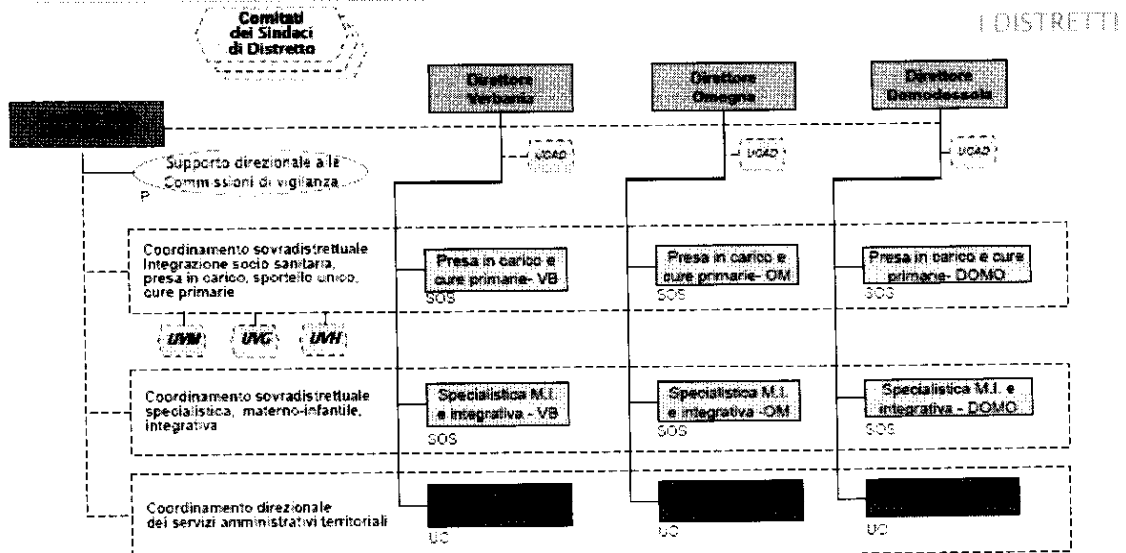 Comitati
dei Sindaci
di Distretto
I DISTRETTI
Direttore
Verbania
Direttore
Omegna
Direttore
Domodossola
UCAD
UCAD
UCAD
Supporto direzionale alle
Commissioni di vigilanza
P
Coordinamento sovradistrettuale
Integrazione socio sanitaria,
presa in carico, sportello unico,
cure primarie
Presa in carico e
cure primarie- VB
SOS
Presa in carico e
cure primarie- OM
SOS
Presa in carico e cure
primarie- DOMO
SOS
UVM
UVG
UVH
Coordinamento sovradistrettuale
specialistica, materno-infantile,
integrativa
Specialistica M.I.
e integrativa - VB
SOS
Specialistica M.I.
e integrativa -OM
SOS
Specialistica M.I. e
integrativa - DOMO
SOS
Coordinamento direzionale
dei servizi amministrativi territoriali
UO
UO
UO